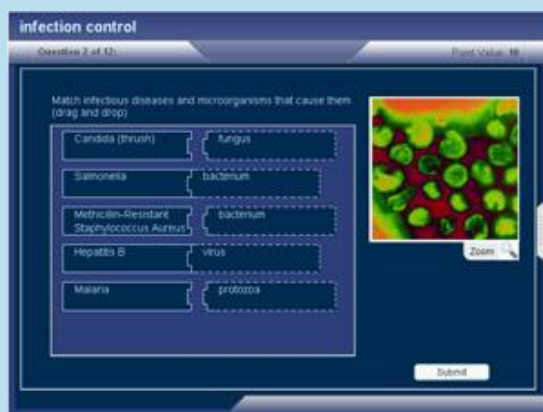 infection control
Question 2 of 12:
Point Value: 10
Match infectious diseases and microorganisms that cause them
(drag and drop)
Candida (thrush)
fungus
Salmonella
bacterium
Methicillin-Resistant
Staphylococcus Aureus
bacterium
Hepatitis B
virus
Malaria
protozoa
Zoom
Submit